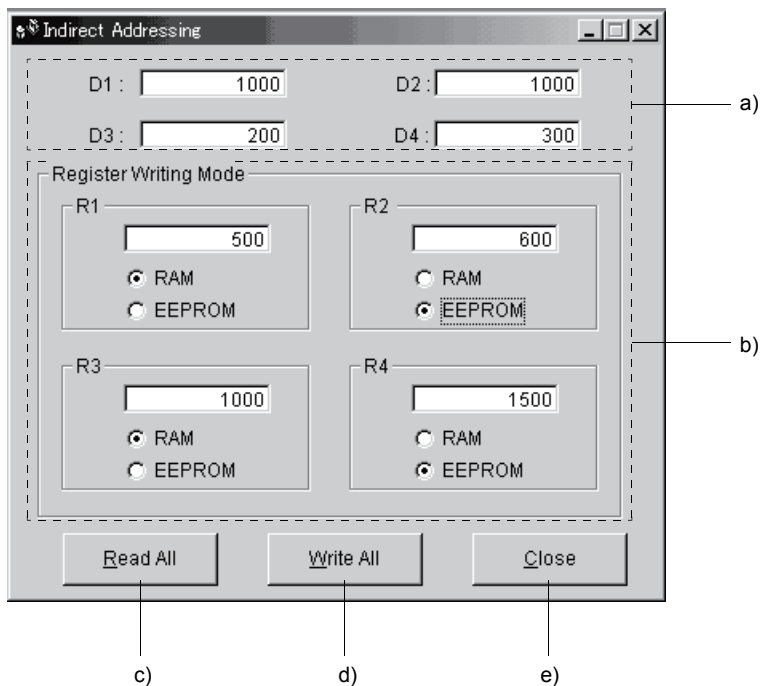 Indirect Addressing
D1 : 1000 D2 : 1000
a)
D3 : 200 D4 : 300
Register Writing Mode
R1 R2
500 600
RAM RAM
EEPROM EEPROM
b)
R3 R4
1000 1500
RAM RAM
EEPROM EEPROM
Read All Write All Close
c) d) e)